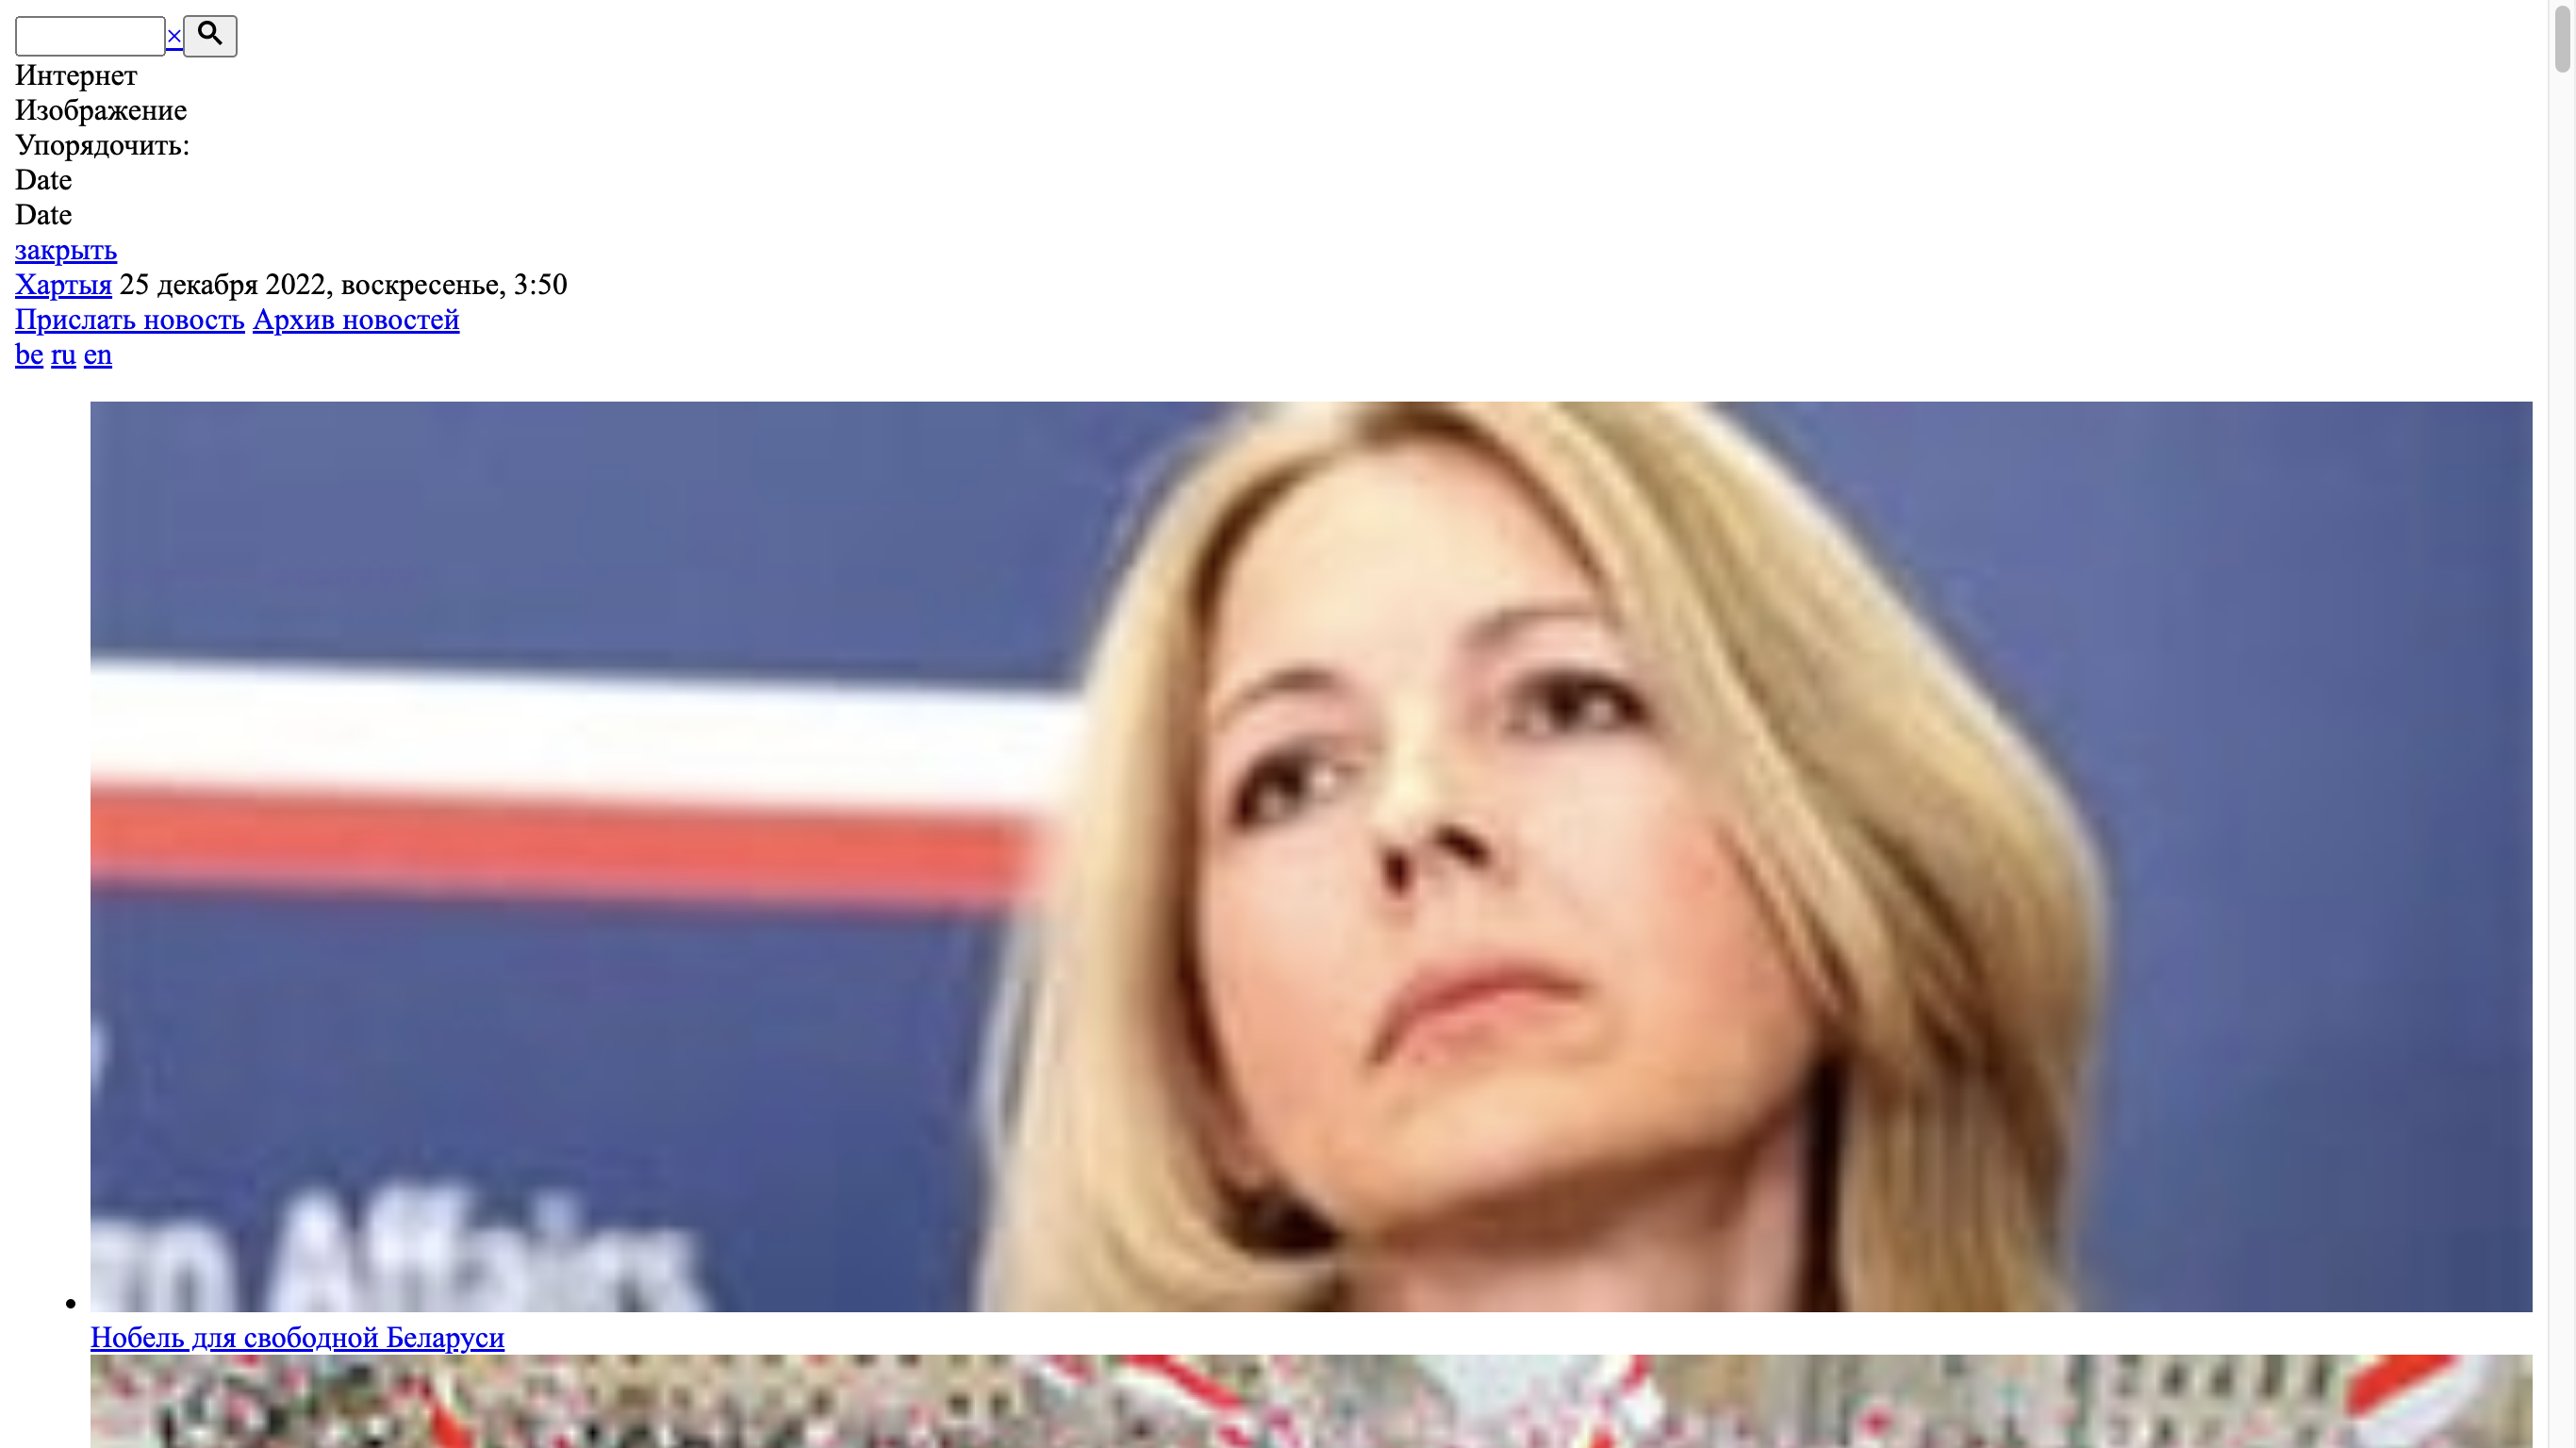 ×
Интернет
Изображение
Упорядочить:
Date
Date
закрыть
Хартыя 25 декабря 2022, воскресенье, 3:50
Прислать новость Архив новостей
be ru en
Affairs
Нобель для свободной Беларуси